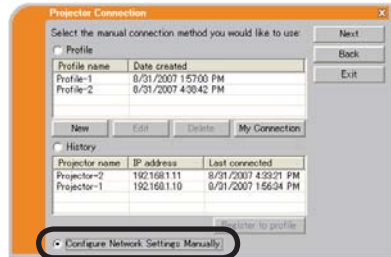 Projector Connection
Select the manual connection method you would like to use:
Profile
Profile name Date created
Profile-1 8/31/2007 1:57:00 PM
Profile-2 8/31/2007 4:38:42 PM
New Edit Delete My Connection
History
Projector name IP address Last connected
Projector-2 192.168.1.11 8/31/2007 4:33:21 PM
Projector-1 192.168.1.10 8/31/2007 1:56:34 PM
Register to profile
Configure Network Settings Manually
Next
Back
Exit